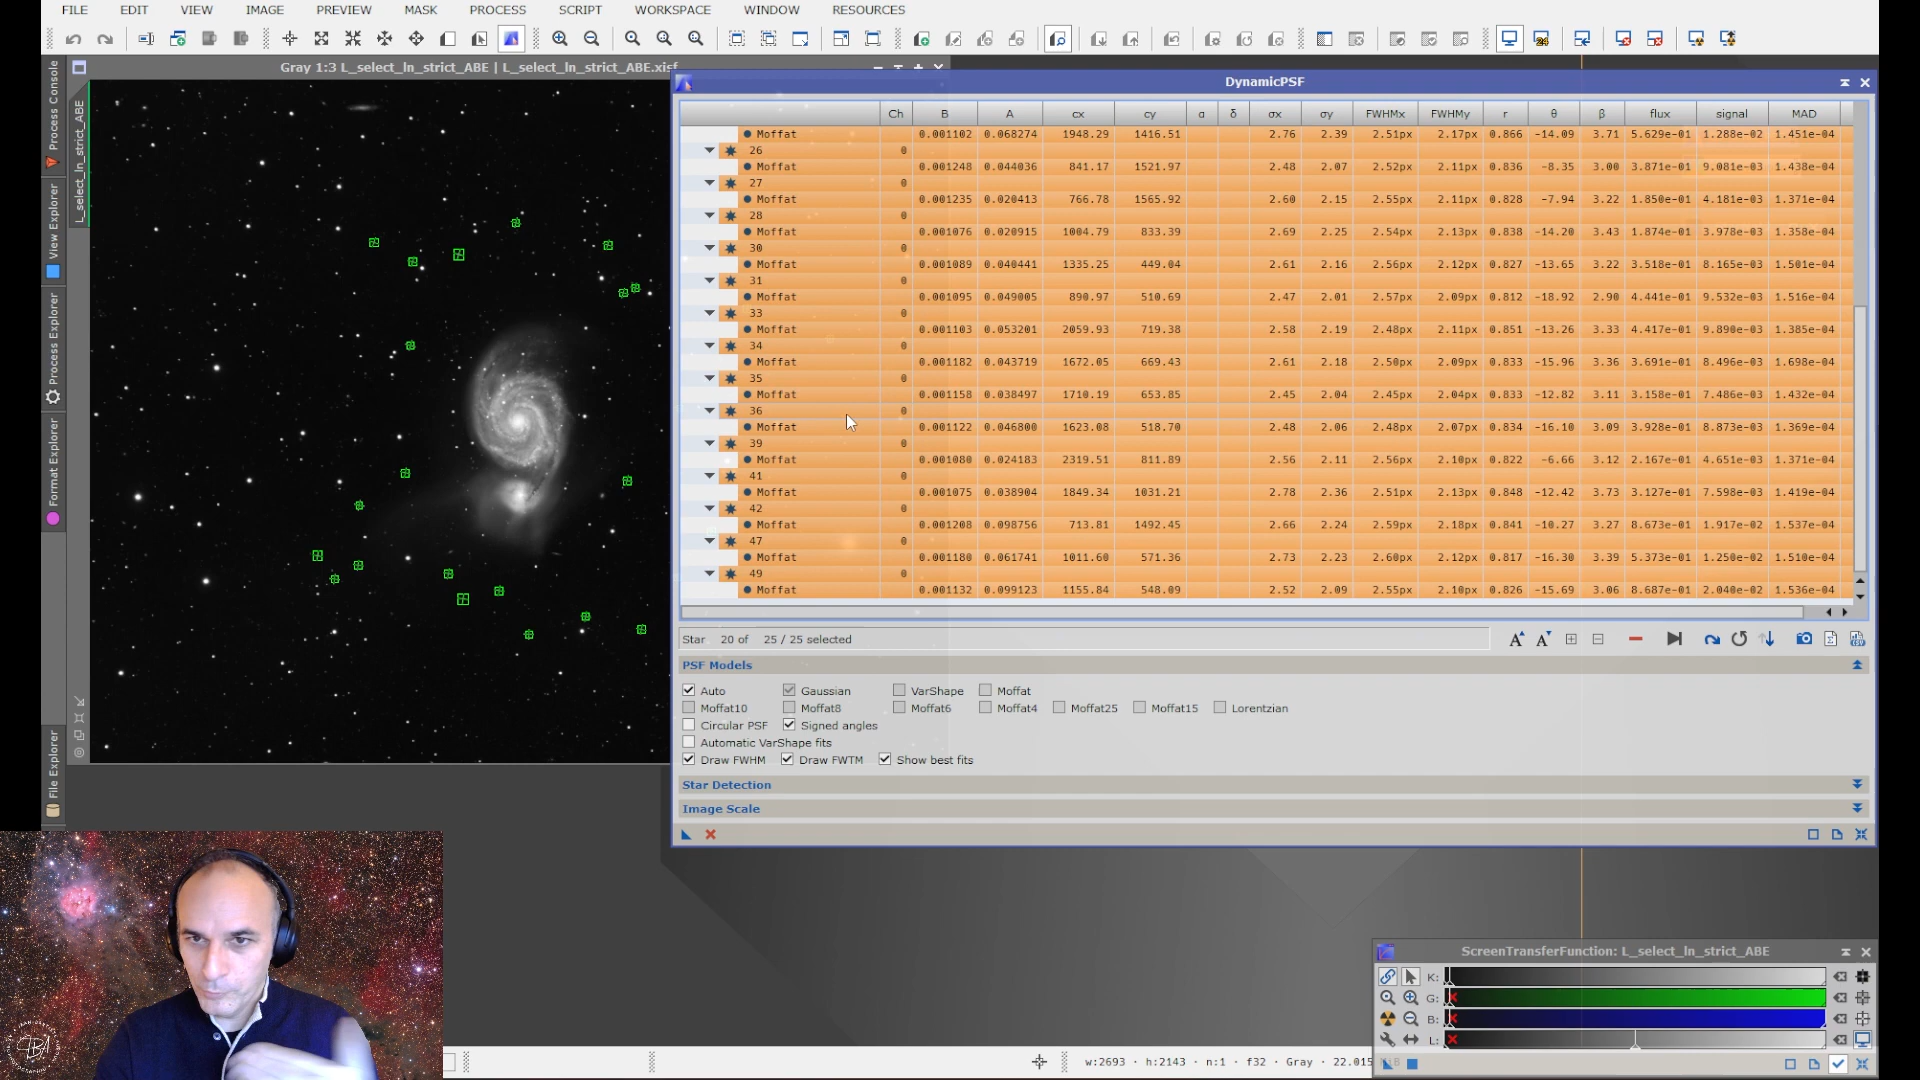 FILE EDIT VIEW IMAGE PREVIEW MASK PROCESS SCRIPT WORKSPACE WINDOW RESOURCES
Gray 1:3 L_select_ln_strict_ABE | L_select_ln_strict_ABE.xisf
L_select_ln_strict_ABE
Process Console
View Explorer
Process Explorer
Format Explorer
File Explorer
DynamicPSF
Ch B A cx cy α δ σx σy FWHMx FWHMy r θ β flux signal MAD
Moffat 0.001102 0.068274 1948.29 1416.51 2.76 2.39 2.51px 2.17px 0.866 -14.09 3.71 5.629e-01 1.288e-02 1.451e-04
26 0
Moffat 0.001248 0.044036 841.17 1521.97 2.48 2.07 2.52px 2.11px 0.836 -8.35 3.00 3.871e-01 9.081e-03 1.438e-04
27 0
Moffat 0.001235 0.020413 766.78 1565.92 2.60 2.15 2.55px 2.11px 0.828 -7.94 3.22 1.850e-01 4.181e-03 1.371e-04
28 0
Moffat 0.001076 0.020915 1004.79 833.39 2.69 2.25 2.54px 2.13px 0.838 -14.20 3.43 1.874e-01 3.978e-03 1.358e-04
30 0
Moffat 0.001089 0.040441 1335.25 449.04 2.61 2.16 2.56px 2.12px 0.827 -13.65 3.22 3.518e-01 8.165e-03 1.501e-04
31 0
Moffat 0.001095 0.049005 890.97 510.69 2.47 2.01 2.57px 2.09px 0.812 -18.92 2.90 4.441e-01 9.532e-03 1.516e-04
33 0
Moffat 0.001103 0.053201 2059.93 719.38 2.58 2.19 2.48px 2.11px 0.851 -13.26 3.33 4.417e-01 9.890e-03 1.385e-04
34 0
Moffat 0.001182 0.043719 1672.05 669.43 2.61 2.18 2.50px 2.09px 0.833 -15.96 3.36 3.691e-01 8.496e-03 1.698e-04
35 0
Moffat 0.001158 0.038497 1710.19 653.85 2.45 2.04 2.45px 2.04px 0.833 -12.82 3.11 3.158e-01 7.486e-03 1.432e-04
36 0
Moffat 0.001122 0.046800 1623.08 518.70 2.48 2.06 2.48px 2.07px 0.834 -16.10 3.09 3.928e-01 8.873e-03 1.369e-04
39 0
Moffat 0.001080 0.024183 2319.51 811.89 2.56 2.11 2.56px 2.10px 0.822 -6.66 3.12 2.167e-01 4.651e-03 1.371e-04
41 0
Moffat 0.001075 0.038904 1849.34 1031.21 2.78 2.36 2.51px 2.13px 0.848 -12.42 3.73 3.127e-01 7.598e-03 1.419e-04
42 0
Moffat 0.001208 0.098756 713.81 1492.45 2.66 2.24 2.59px 2.18px 0.841 -10.27 3.27 8.673e-01 1.917e-02 1.537e-04
47 0
Moffat 0.001180 0.061741 1011.60 571.36 2.73 2.23 2.60px 2.12px 0.817 -16.30 3.39 5.373e-01 1.250e-02 1.510e-04
49 0
Moffat 0.001132 0.099123 1155.84 548.09 2.52 2.09 2.55px 2.10px 0.826 -15.69 3.06 8.687e-01 2.040e-02 1.536e-04
Star 20 of 25 / 25 selected
PSF Models
Auto Gaussian VarShape Moffat
Moffat10 Moffat8 Moffat6 Moffat4 Moffat25 Moffat15 Lorentzian
Circular PSF Signed angles
Automatic VarShape fits
Draw FWHM Draw FWTM Show best fits
Star Detection
Image Scale
ScreenTransferFunction: L_select_ln_strict_ABE
K:
G:
B:
L:
w:2693 · h:2143 · n:1 · f32 · Gray · 22.015